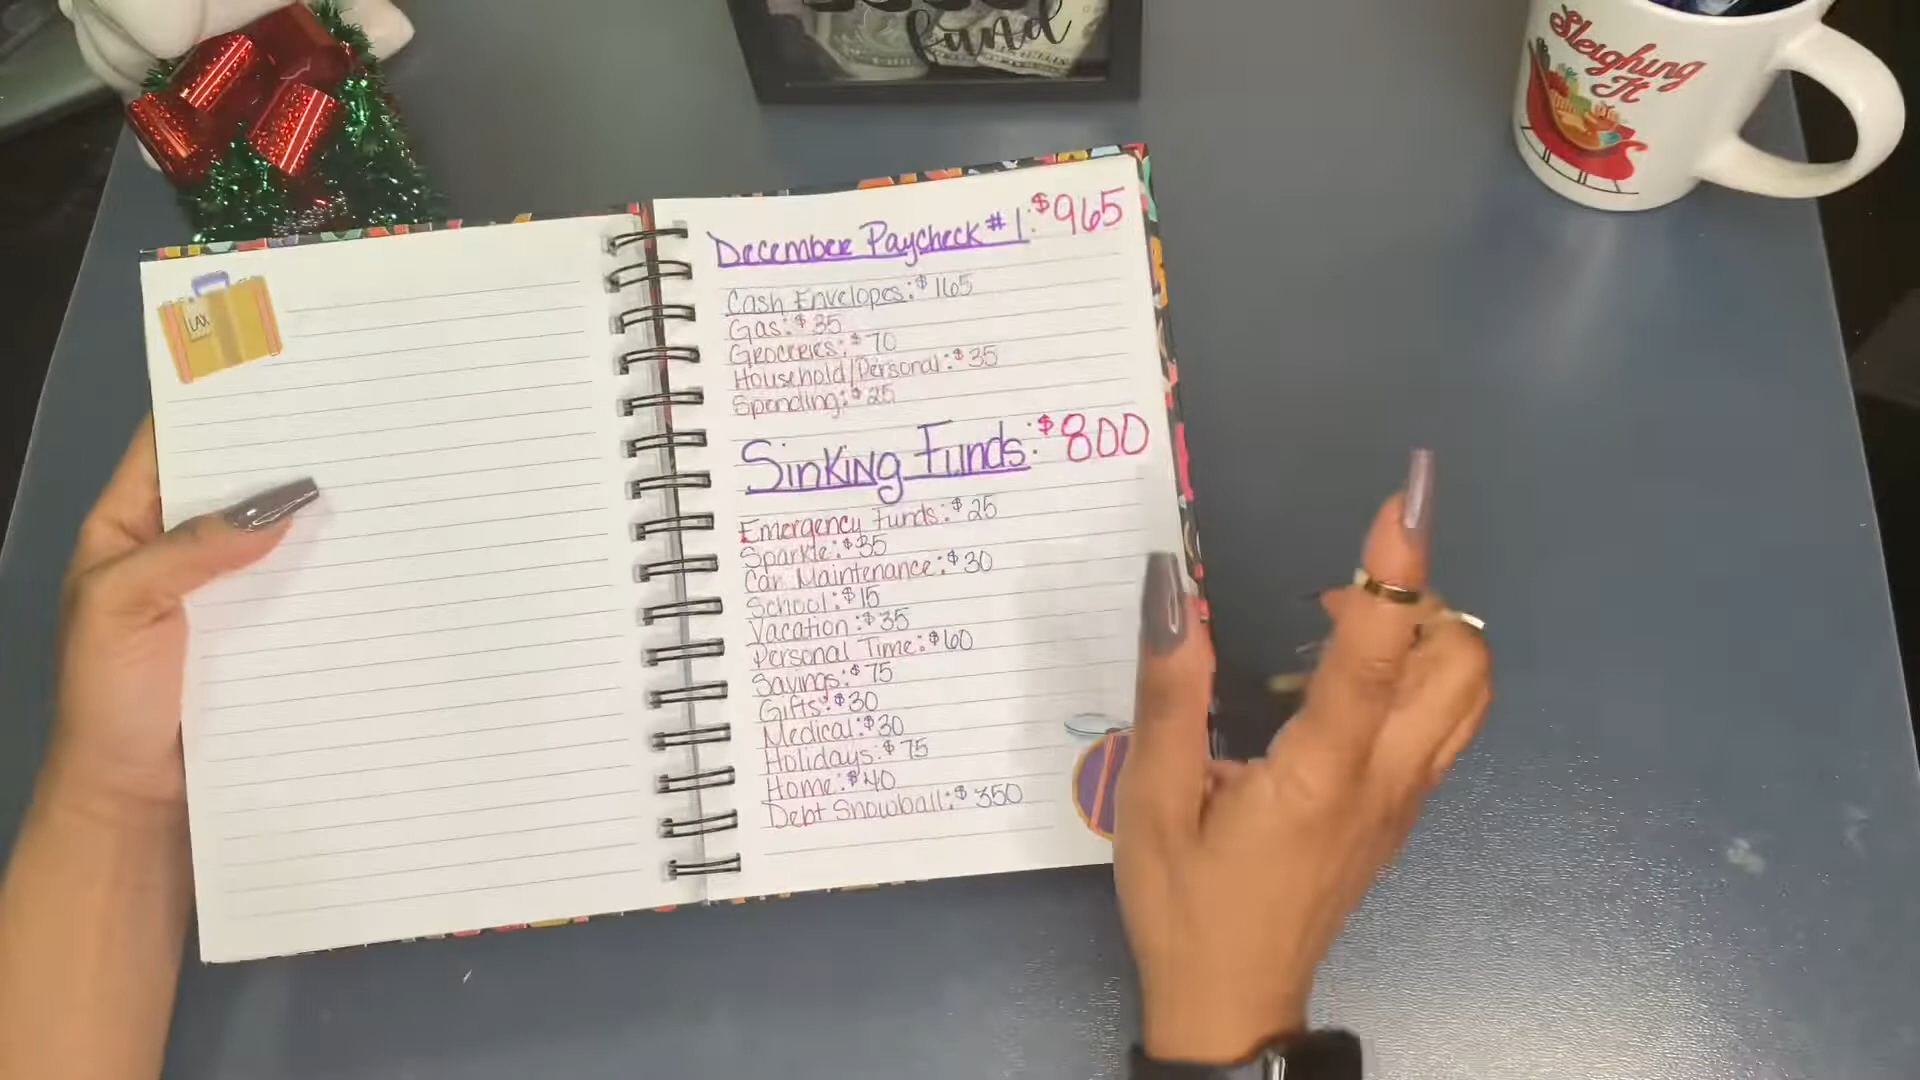 fund
Sleighing
It
LAX
December Paycheck #1: $965
Cash Envelopes: $165
Gas: $35
Groceries: $70
Household/Personal: $35
Spending: $25
Sinking Funds: $800
Emergency Funds: $25
Sparkle: $35
Car Maintenance: $30
School: $15
Vacation: $35
Personal Time: $60
Savings: $75
Gifts: $30
Medical: $30
Holidays: $75
Home: $40
Debt Snowball: $350